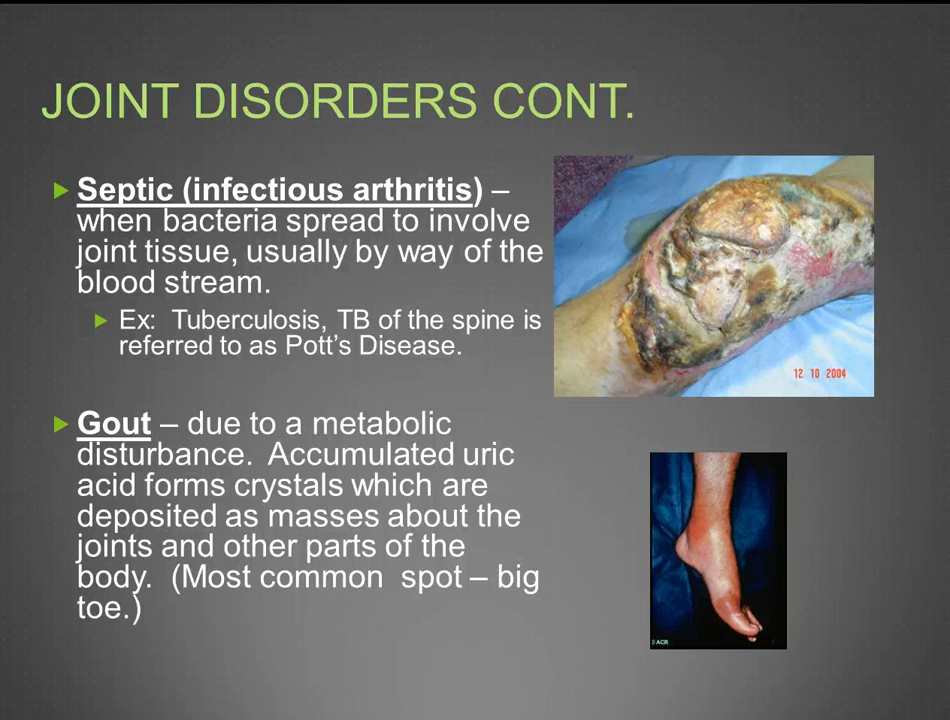 JOINT DISORDERS CONT.
Septic (infectious arthritis) –
when bacteria spread to involve
joint tissue, usually by way of the
blood stream.
Ex:  Tuberculosis, TB of the spine is
referred to as Pott’s Disease.
Gout – due to a metabolic
disturbance.  Accumulated uric
acid forms crystals which are
deposited as masses about the
joints and other parts of the
body.  (Most common  spot – big
toe.)
12 10 2004
© ACR